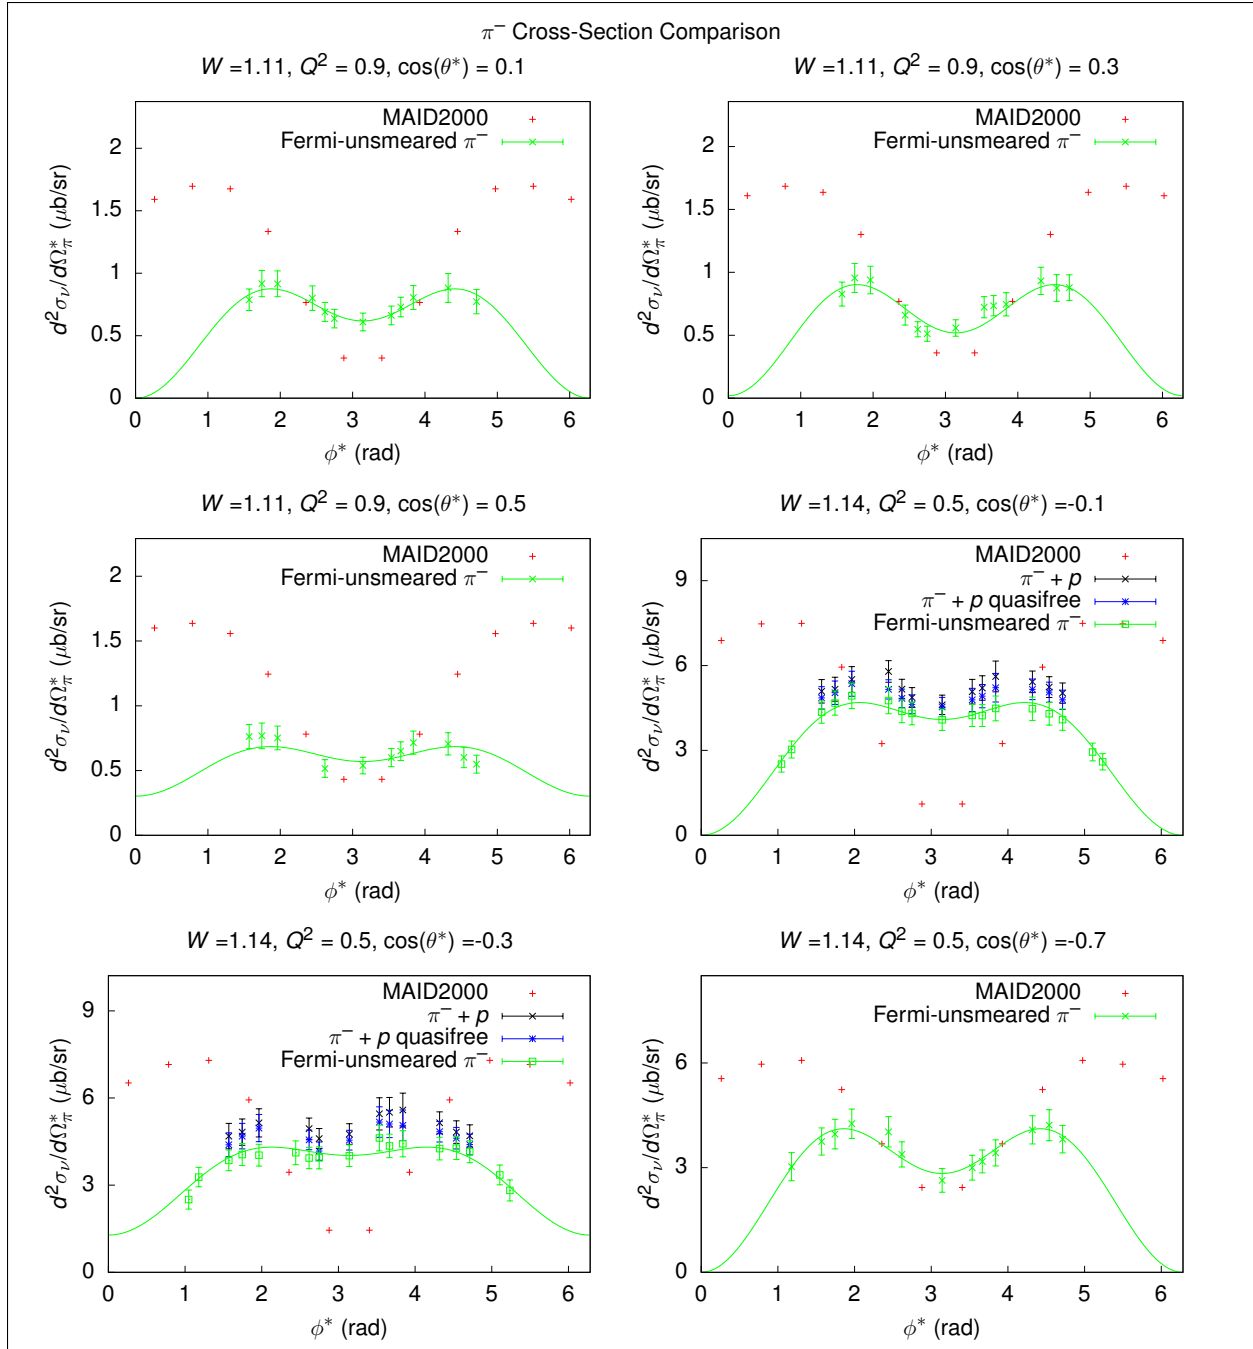 π⁻ Cross-Section Comparison
W =1.11, Q² = 0.9, cos(θ*) = 0.1
d²σ_ν/dΩ*_π (μb/sr)
MAID2000
Fermi-unsmeared π⁻
2
1.5
1
0.5
0
0 1 2 3 4 5 6
φ* (rad)
W =1.11, Q² = 0.9, cos(θ*) = 0.3
d²σ_ν/dΩ*_π (μb/sr)
MAID2000
Fermi-unsmeared π⁻
2
1.5
1
0.5
0
0 1 2 3 4 5 6
φ* (rad)
W =1.11, Q² = 0.9, cos(θ*) = 0.5
d²σ_ν/dΩ*_π (μb/sr)
MAID2000
Fermi-unsmeared π⁻
2
1.5
1
0.5
0
0 1 2 3 4 5 6
φ* (rad)
W =1.14, Q² = 0.5, cos(θ*) =-0.1
d²σ_ν/dΩ*_π (μb/sr)
MAID2000
π⁻ + p
π⁻ + p quasifree
Fermi-unsmeared π⁻
9
6
3
0
0 1 2 3 4 5 6
φ* (rad)
W =1.14, Q² = 0.5, cos(θ*) =-0.3
d²σ_ν/dΩ*_π (μb/sr)
MAID2000
π⁻ + p
π⁻ + p quasifree
Fermi-unsmeared π⁻
9
6
3
0
0 1 2 3 4 5 6
φ* (rad)
W =1.14, Q² = 0.5, cos(θ*) =-0.7
d²σ_ν/dΩ*_π (μb/sr)
MAID2000
Fermi-unsmeared π⁻
6
3
0
0 1 2 3 4 5 6
φ* (rad)